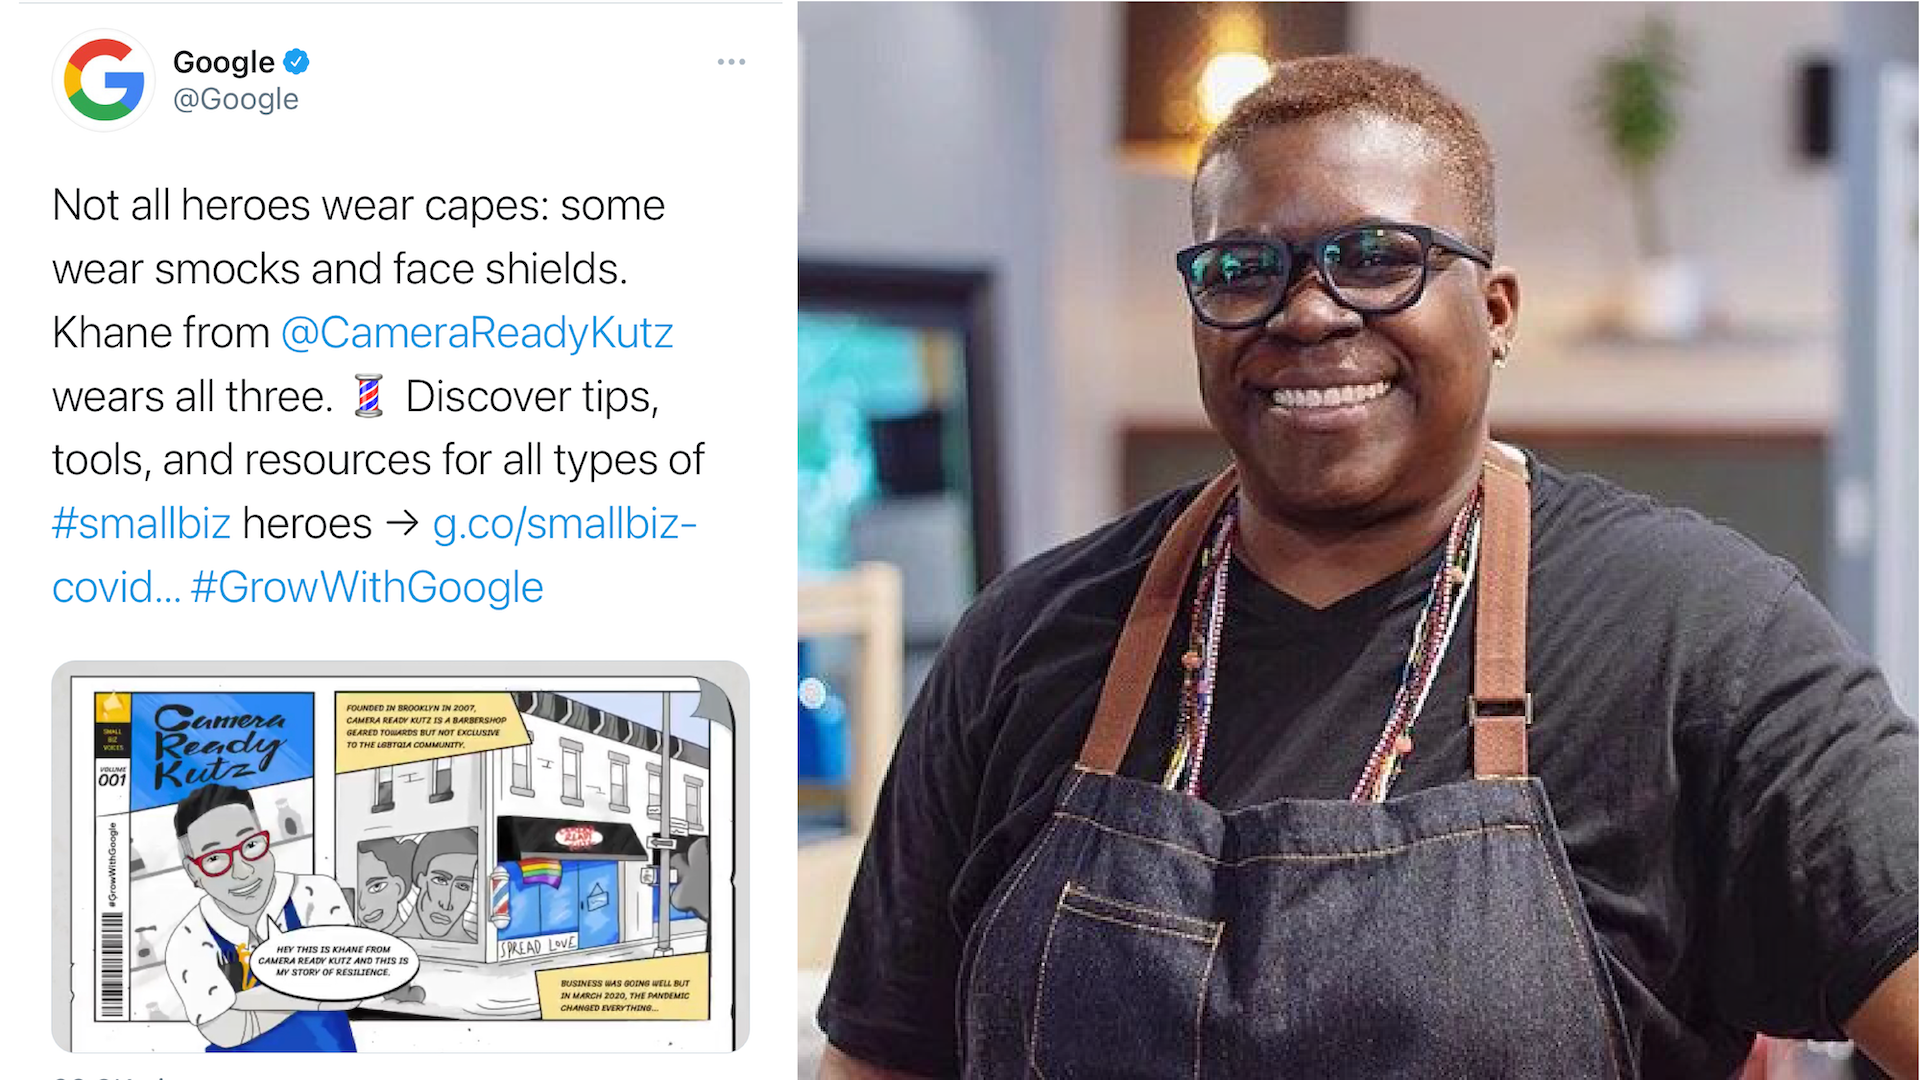 Google
@Google
Not all heroes wear capes: some
wear smocks and face shields.
Khane from @CameraReadyKutz
wears all three. 💈 Discover tips,
tools, and resources for all types of
#smallbiz heroes → g.co/smallbiz-
covid... #GrowWithGoogle
SMALL
BIZ
VOICES
VOLUME
001
#GrowWithGoogle
Camera
Ready
Kutz
FOUNDED IN BROOKLYN IN 2007,
CAMERA READY KUTZ IS A BARBERSHOP
GEARED TOWARDS BUT NOT EXCLUSIVE
TO THE LGBTQIA COMMUNITY.
SPREAD LOVE
HEY THIS IS KHANE FROM
CAMERA READY KUTZ AND THIS IS
MY STORY OF RESILIENCE.
BUSINESS WAS GOING WELL BUT
IN MARCH 2020, THE PANDEMIC
CHANGED EVERYTHING...